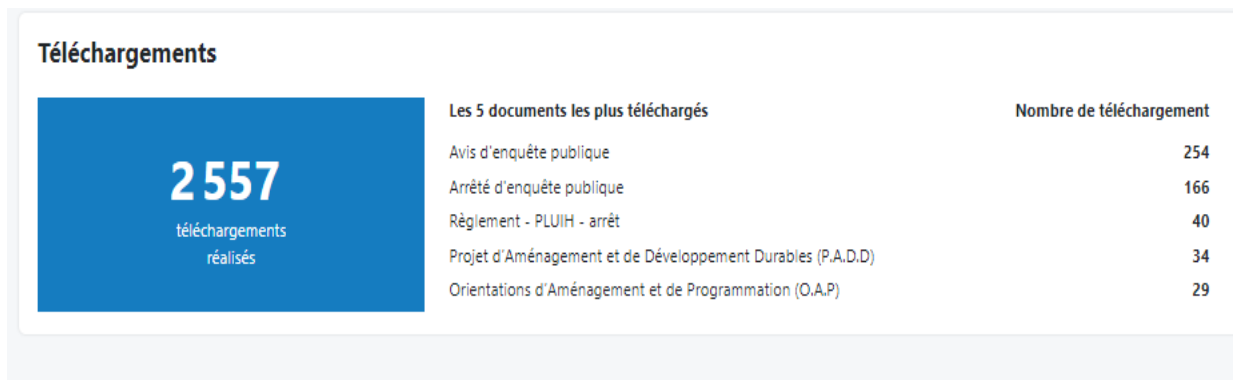 Téléchargements
2 557
téléchargements
réalisés
Les 5 documents les plus téléchargés Nombre de téléchargement
Avis d'enquête publique 254
Arrêté d'enquête publique 166
Règlement - PLUIH - arrêt 40
Projet d'Aménagement et de Développement Durables (P.A.D.D) 34
Orientations d'Aménagement et de Programmation (O.A.P) 29